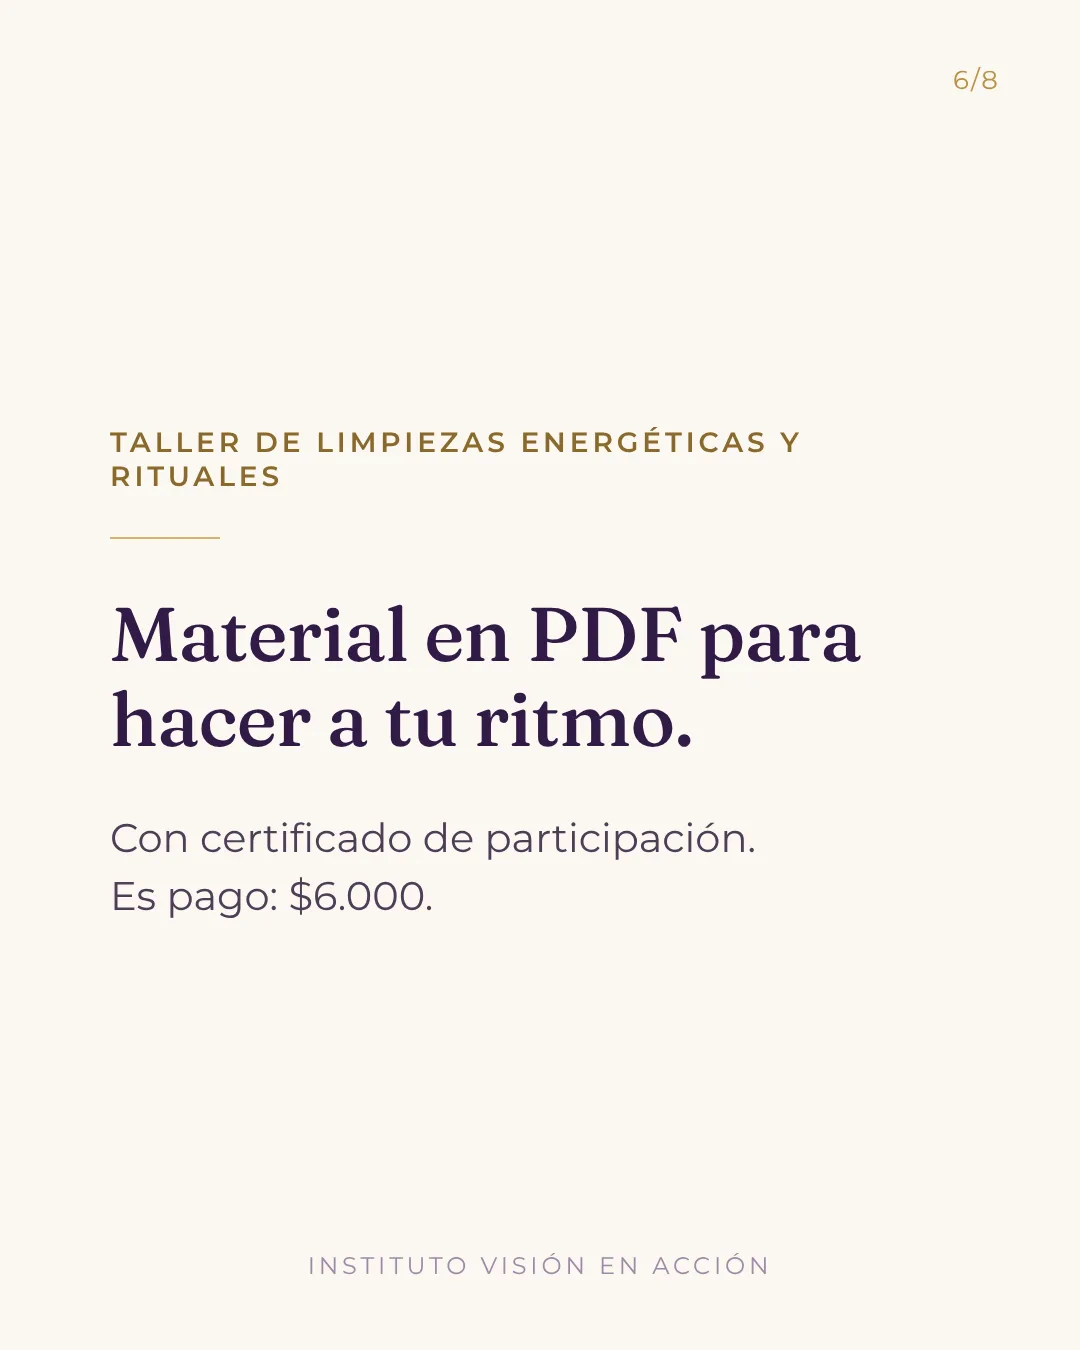 6/8
TALLER DE LIMPIEZAS ENERGÉTICAS Y
RITUALES
Material en PDF para
hacer a tu ritmo.
Con certificado de participación.
Es pago: $6.000.
INSTITUTO VISIÓN EN ACCIÓN